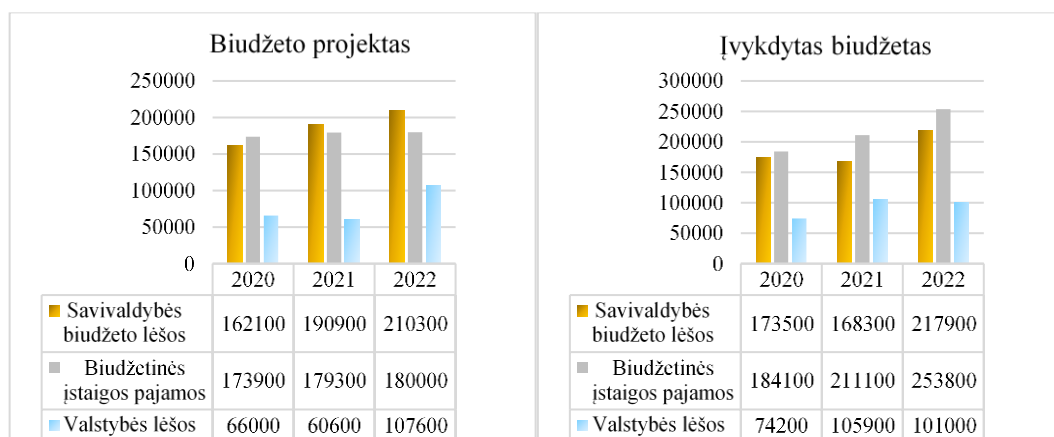 Biudžeto projektas
250000
200000
150000
100000
50000
0
2020 2021 2022
Savivaldybės
biudžeto lėšos
162100 190900 210300
Biudžetinės
įstaigos pajamos
173900 179300 180000
Valstybės lėšos 66000 60600 107600
Įvykdytas biudžetas
300000
250000
200000
150000
100000
50000
0
2020 2021 2022
Savivaldybės
biudžeto lėšos
173500 168300 217900
Biudžetinės
įstaigos pajamos
184100 211100 253800
Valstybės lėšos 74200 105900 101000